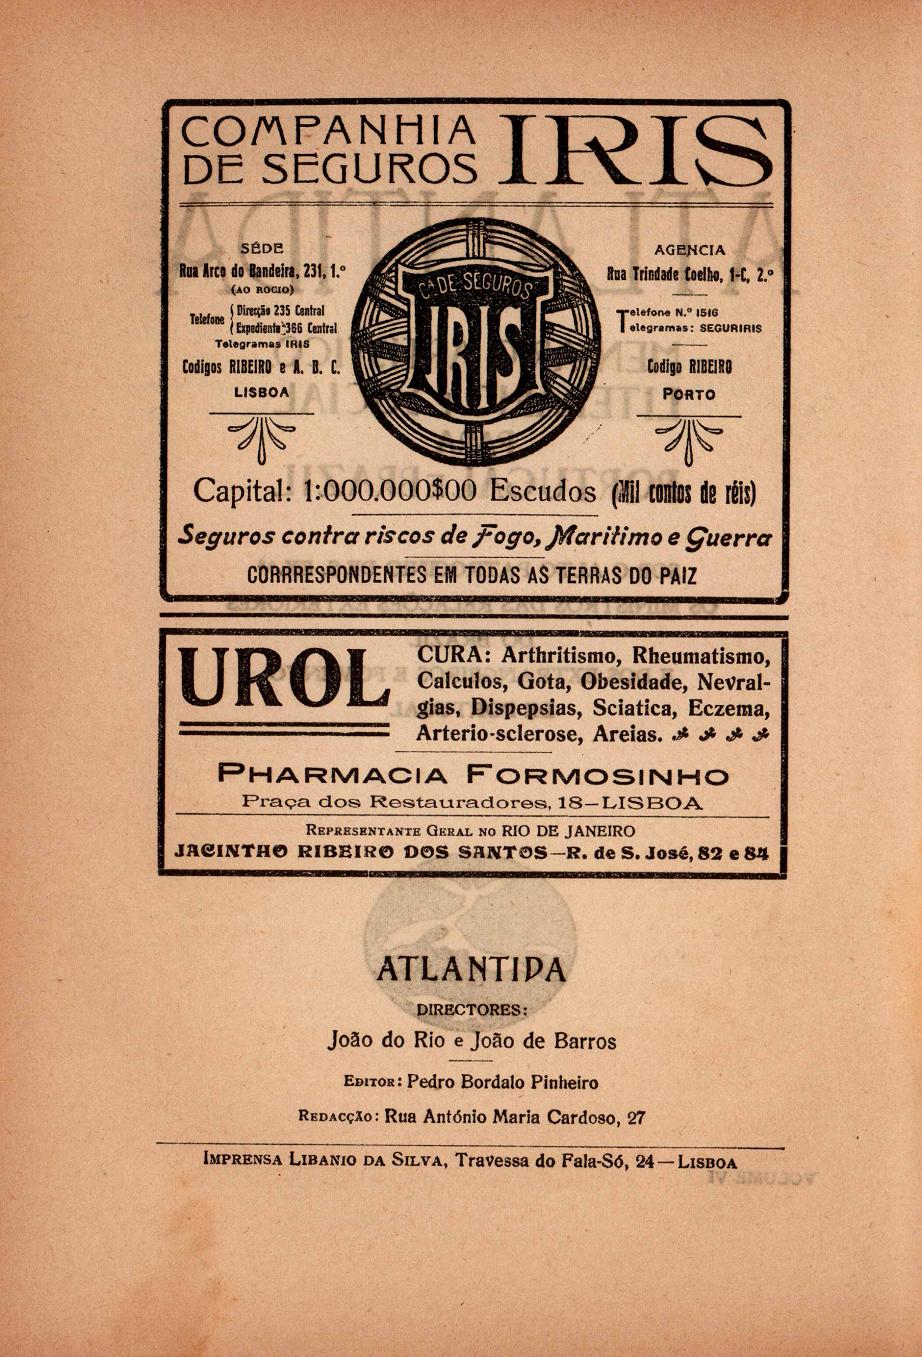 COMPANHIA
DE SEGUROS IRIS
SÉDE
Rua Arco do Bandeira, 231, 1.º
(AO ROCIO)
Telefone { Direcção 235 Central
Expediente 366 Central
Telegramas IRIS
Codigos RIBEIRO e A. B. C.
LISBOA
Cª DE SEGUROS
IRIS
AGENCIA
Rua Trindade Coelho, 1-C, 2.º
Telefone N.º 1516
Telegramas: SEGURIRIS
Codigo RIBEIRO
PORTO
Capital: 1:000.000$00 Escudos (Mil contos de réis)
Seguros contra riscos de Fogo, Maritimo e Guerra
CORRRESPONDENTES EM TODAS AS TERRAS DO PAIZ
UROL
CURA: Arthritismo, Rheumatismo,
Calculos, Gota, Obesidade, Nevral-
gias, Dispepsias, Sciatica, Eczema,
Arterio-sclerose, Areias.
PHARMACIA FORMOSINHO
Praça dos Restauradores, 18—LISBOA
REPRESENTANTE GERAL NO RIO DE JANEIRO
JACINTHO RIBEIRO DOS SANTOS—R. de S. José, 82 e 84
ATLANTIDA
DIRECTORES:
João do Rio e João de Barros
EDITOR: Pedro Bordalo Pinheiro
REDACÇÃO: Rua António Maria Cardoso, 27
IMPRENSA LIBANIO DA SILVA, Travessa do Fala-Só, 24—LISBOA